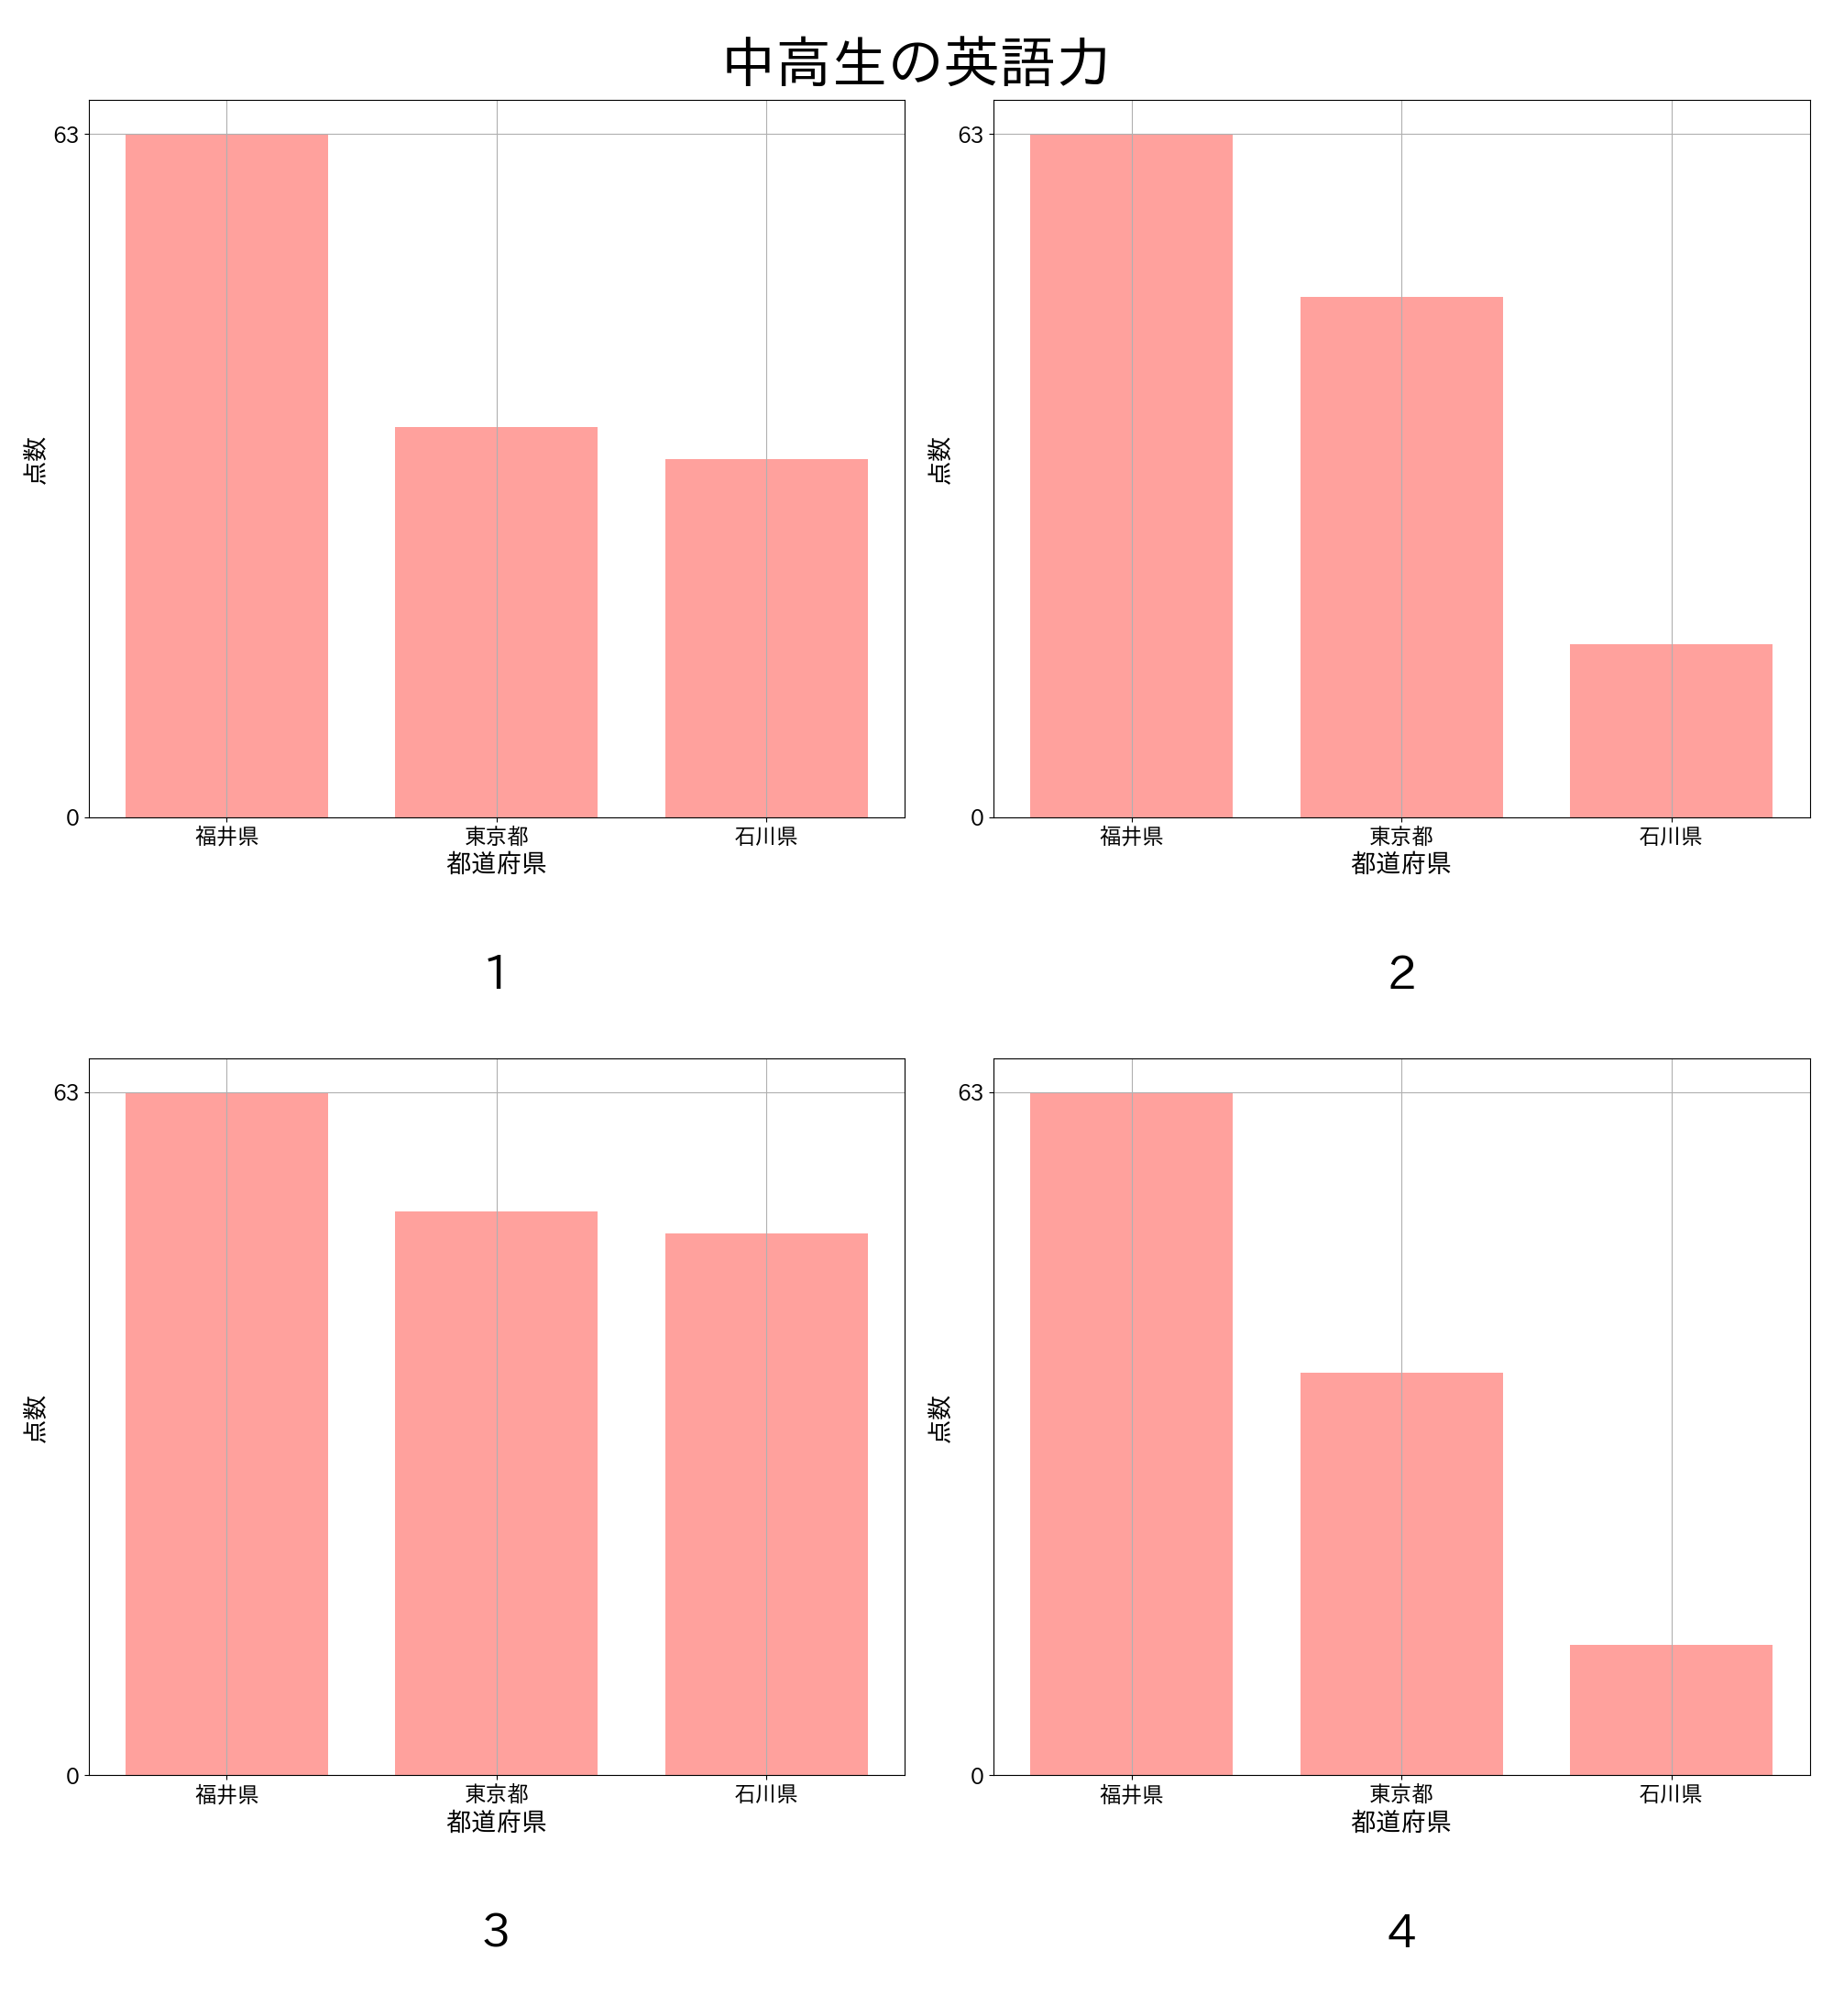 中高生の英語力
63
点数
0
福井県 東京都 石川県
都道府県
1
63
点数
0
福井県 東京都 石川県
都道府県
2
63
点数
0
福井県 東京都 石川県
都道府県
3
63
点数
0
福井県 東京都 石川県
都道府県
4